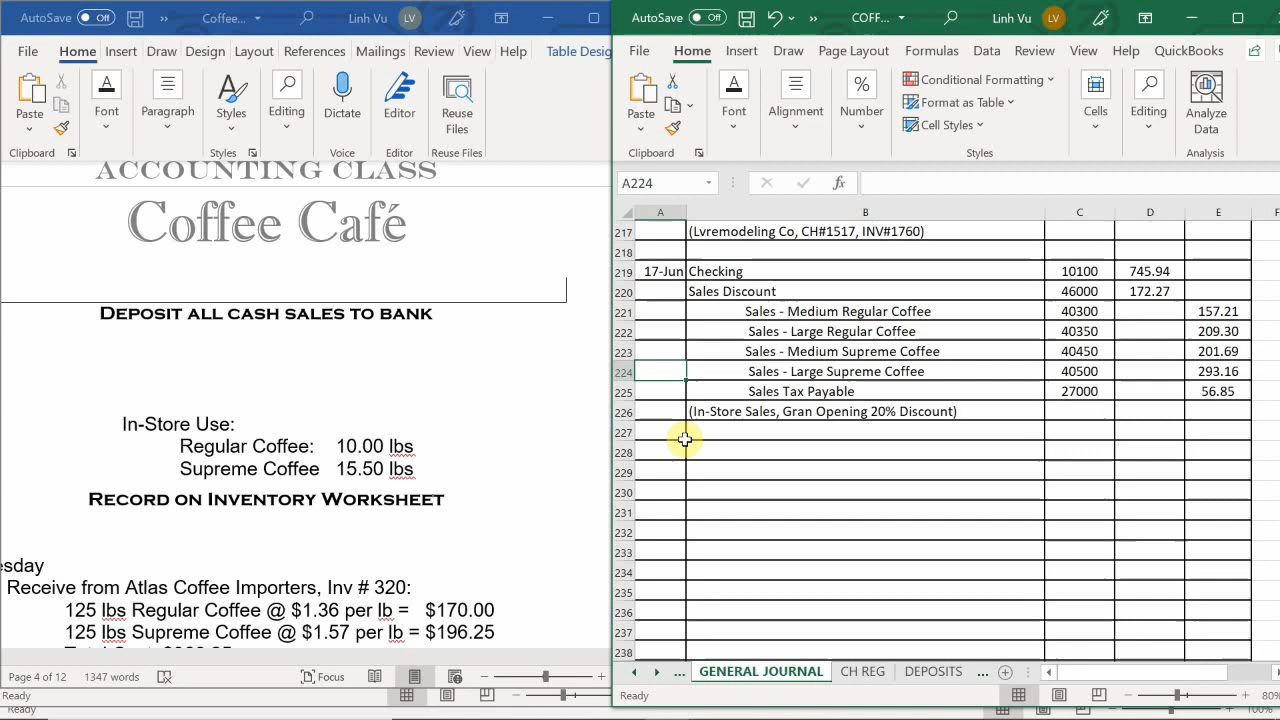 AutoSave Off Coffee... Linh Vu LV
File Home Insert Draw Design Layout References Mailings Review View Help Table Desig
Paste Font Paragraph Styles Editing Dictate Editor Reuse Files
Clipboard Styles Voice Editor Reuse Files
ACCOUNTING CLASS
Coffee Café
DEPOSIT ALL CASH SALES TO BANK
In-Store Use:
Regular Coffee: 10.00 lbs
Supreme Coffee 15.50 lbs
RECORD ON INVENTORY WORKSHEET
esday
Receive from Atlas Coffee Importers, Inv # 320:
125 lbs Regular Coffee @ $1.36 per lb = $170.00
125 lbs Supreme Coffee @ $1.57 per lb = $196.25
Page 4 of 12 1347 words Focus
Ready
Ready
AutoSave Off COFF... Linh Vu LV
File Home Insert Draw Page Layout Formulas Data Review View Help QuickBooks
Paste Font Alignment Number Conditional Formatting Format as Table Cell Styles Cells Editing Analyze Data
Clipboard Styles Analysis
A224 fx
A B C D E F
217 (Lvremodeling Co, CH#1517, INV#1760)
218
219 17-Jun Checking 10100 745.94
220 Sales Discount 46000 172.27
221 Sales - Medium Regular Coffee 40300 157.21
222 Sales - Large Regular Coffee 40350 209.30
223 Sales - Medium Supreme Coffee 40450 201.69
224 Sales - Large Supreme Coffee 40500 293.16
225 Sales Tax Payable 27000 56.85
226 (In-Store Sales, Gran Opening 20% Discount)
227
228
229
230
231
232
233
234
235
236
237
238
... GENERAL JOURNAL CH REG DEPOSITS ...
Ready 80%
100%